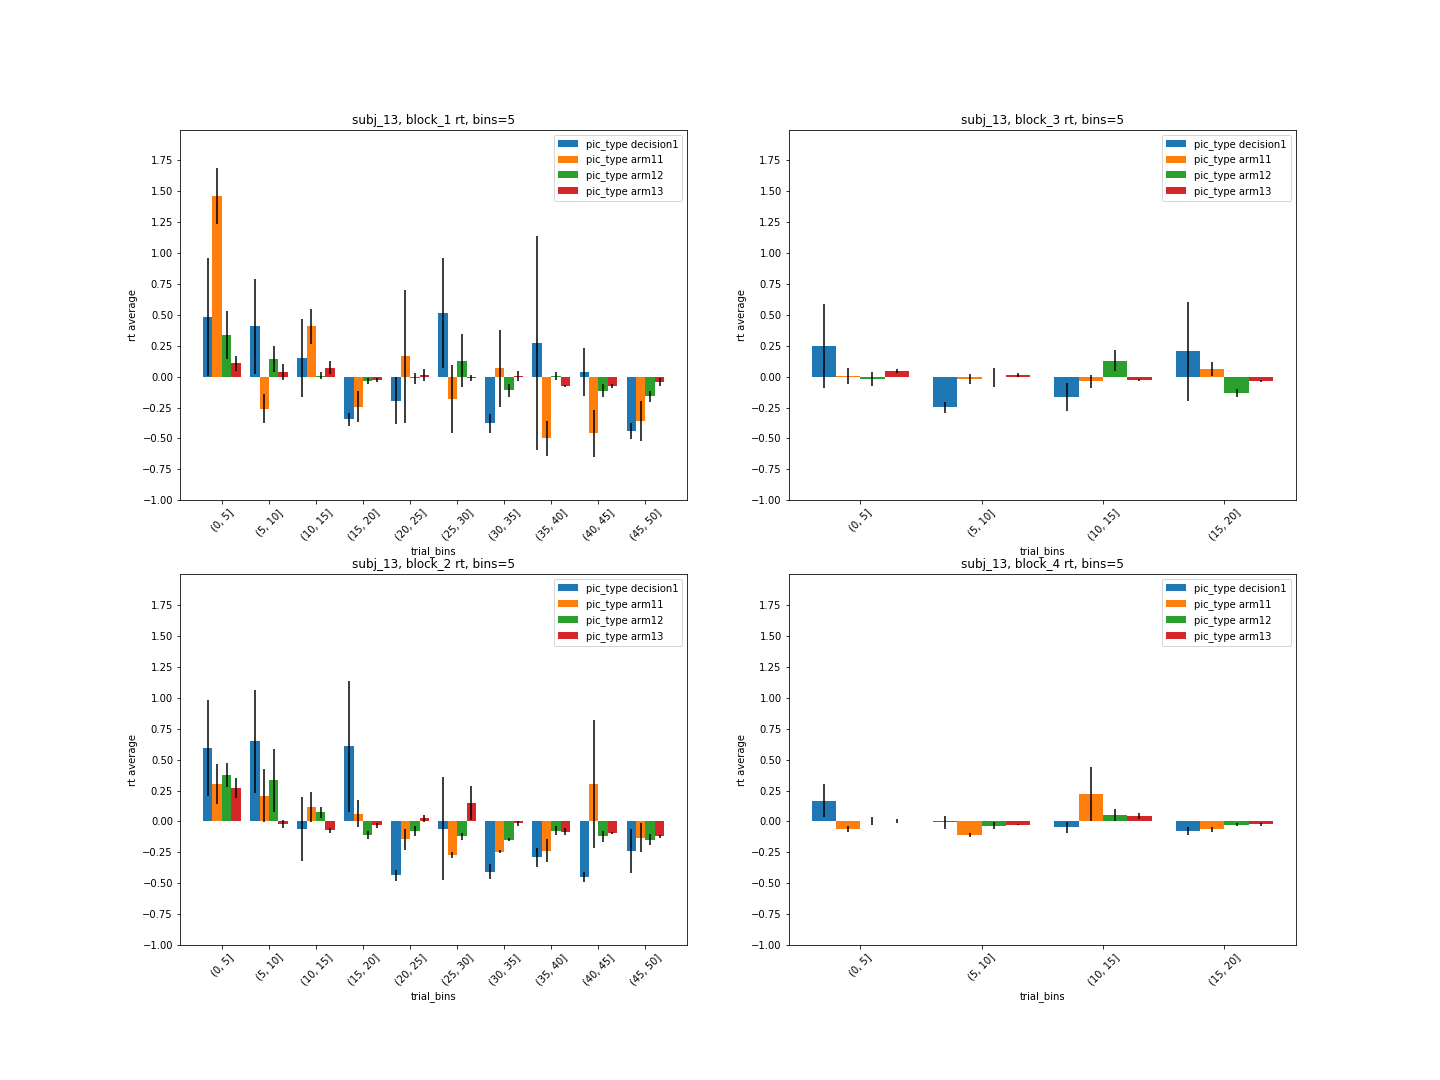 subj_13, block_1 rt, bins=5
pic_type decision1
pic_type arm11
pic_type arm12
pic_type arm13
1.75
1.50
1.25
1.00
0.75
0.50
0.25
0.00
−0.25
−0.50
−0.75
−1.00
rt average
(0, 5]
(5, 10]
(10, 15]
(15, 20]
(20, 25]
(25, 30]
(30, 35]
(35, 40]
(40, 45]
(45, 50]
trial_bins
subj_13, block_3 rt, bins=5
pic_type decision1
pic_type arm11
pic_type arm12
pic_type arm13
1.75
1.50
1.25
1.00
0.75
0.50
0.25
0.00
−0.25
−0.50
−0.75
−1.00
rt average
(0, 5]
(5, 10]
(10, 15]
(15, 20]
trial_bins
subj_13, block_2 rt, bins=5
pic_type decision1
pic_type arm11
pic_type arm12
pic_type arm13
1.75
1.50
1.25
1.00
0.75
0.50
0.25
0.00
−0.25
−0.50
−0.75
−1.00
rt average
(0, 5]
(5, 10]
(10, 15]
(15, 20]
(20, 25]
(25, 30]
(30, 35]
(35, 40]
(40, 45]
(45, 50]
trial_bins
subj_13, block_4 rt, bins=5
pic_type decision1
pic_type arm11
pic_type arm12
pic_type arm13
1.75
1.50
1.25
1.00
0.75
0.50
0.25
0.00
−0.25
−0.50
−0.75
−1.00
rt average
(0, 5]
(5, 10]
(10, 15]
(15, 20]
trial_bins